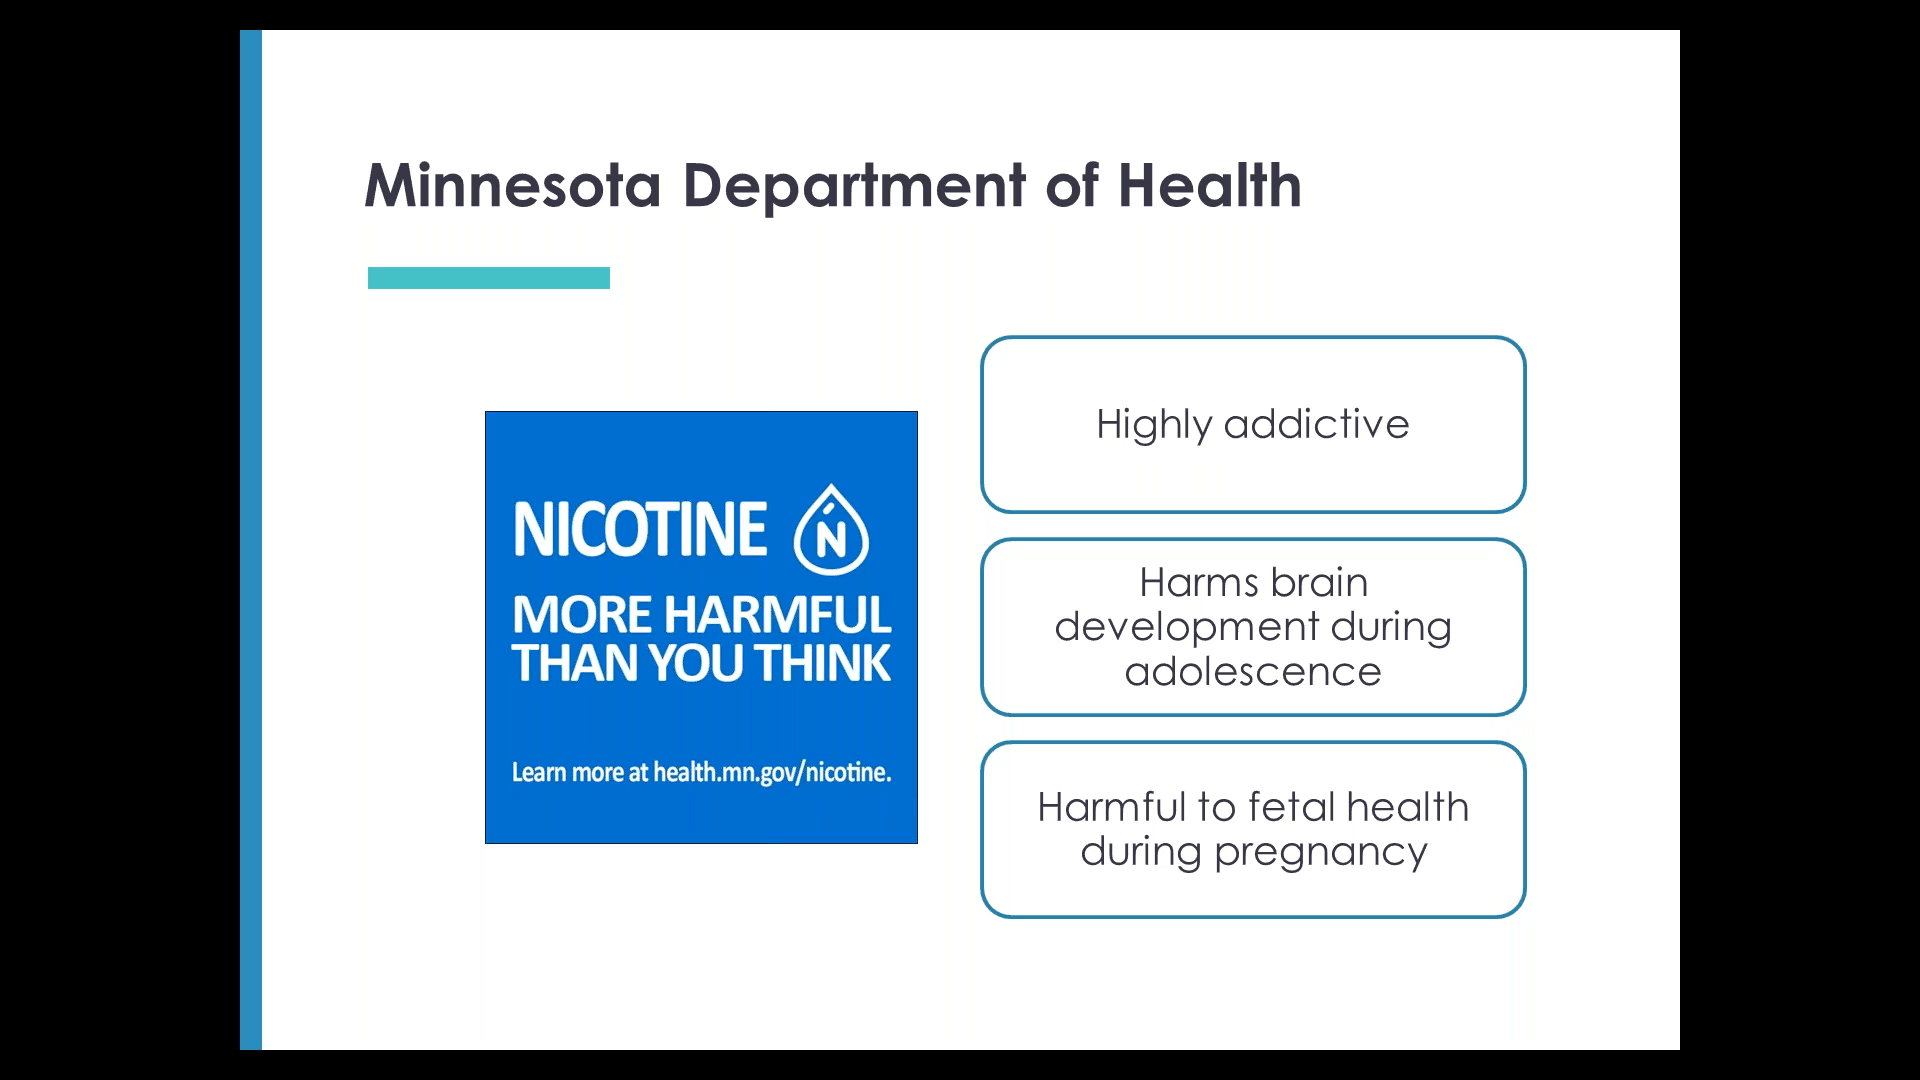 Minnesota Department of Health
NICOTINE N
MORE HARMFUL
THAN YOU THINK
Learn more at health.mn.gov/nicotine.
Highly addictive
Harms brain
development during
adolescence
Harmful to fetal health
during pregnancy